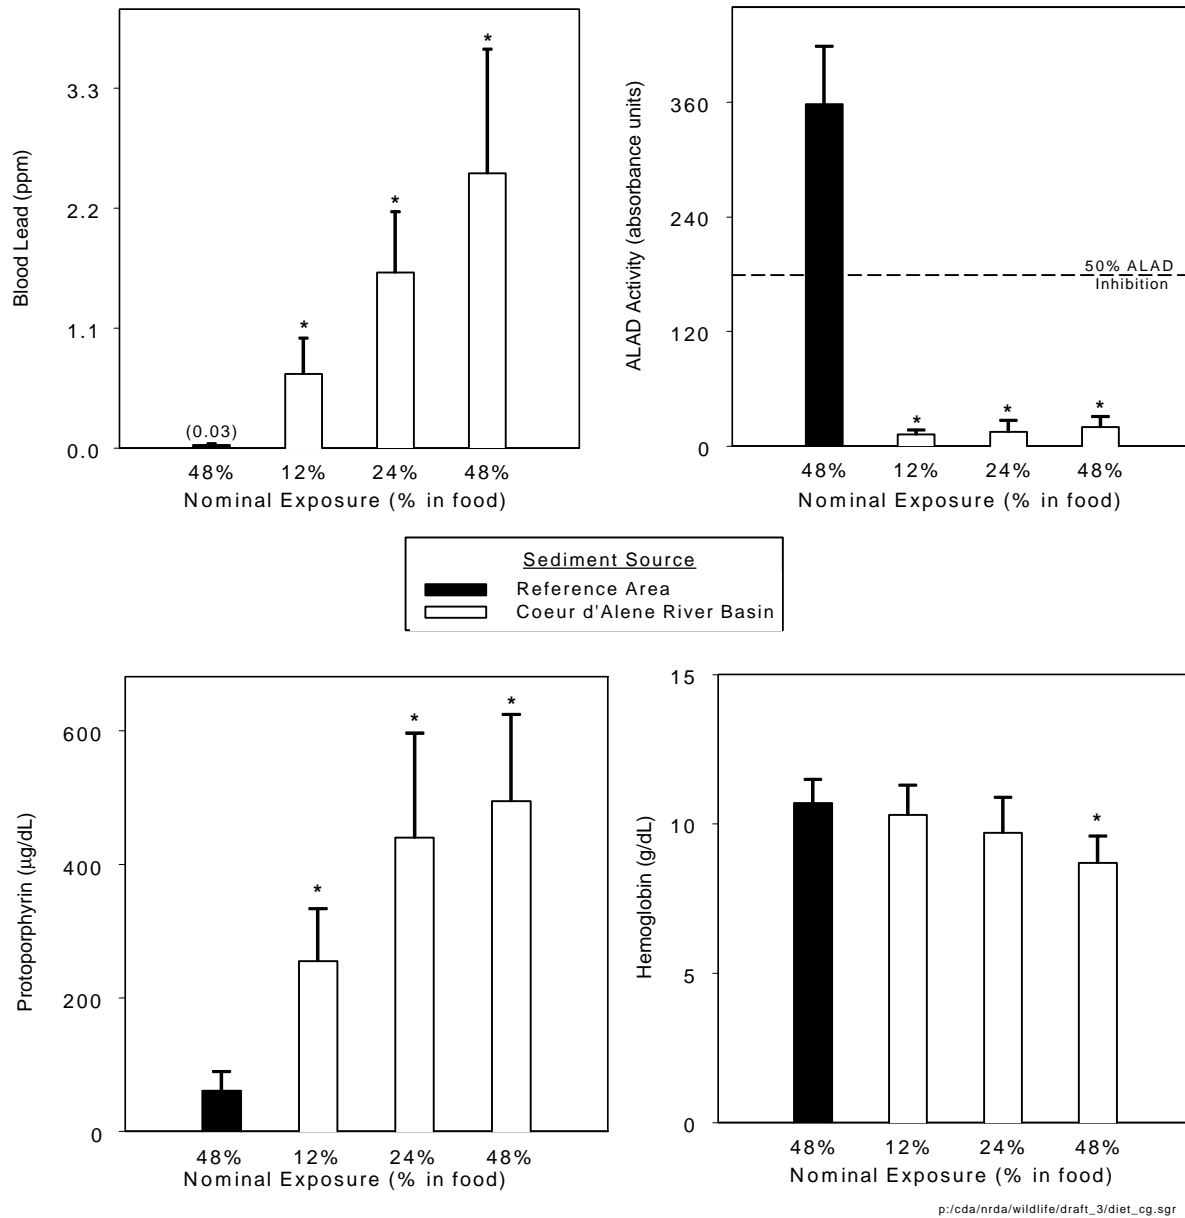 Blood Lead (ppm)
3.3
2.2
1.1
0.0
(0.03)
*
*
*
48% 12% 24% 48%
Nominal Exposure (% in food)
ALAD Activity (absorbance units)
360
240
120
0
50% ALAD
Inhibition
*
*
*
48% 12% 24% 48%
Nominal Exposure (% in food)
Sediment Source
Reference Area
Coeur d'Alene River Basin
Protoporphyrin (µg/dL)
600
400
200
0
*
*
*
48% 12% 24% 48%
Nominal Exposure (% in food)
Hemoglobin (g/dL)
15
10
5
0
*
48% 12% 24% 48%
Nominal Exposure (% in food)
p:/cda/nrda/wildlife/draft_3/diet_cg.sgr